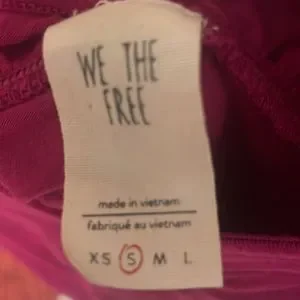 WE THE
FREE
made in vietnam
fabriqué au vietnam
XS S M L